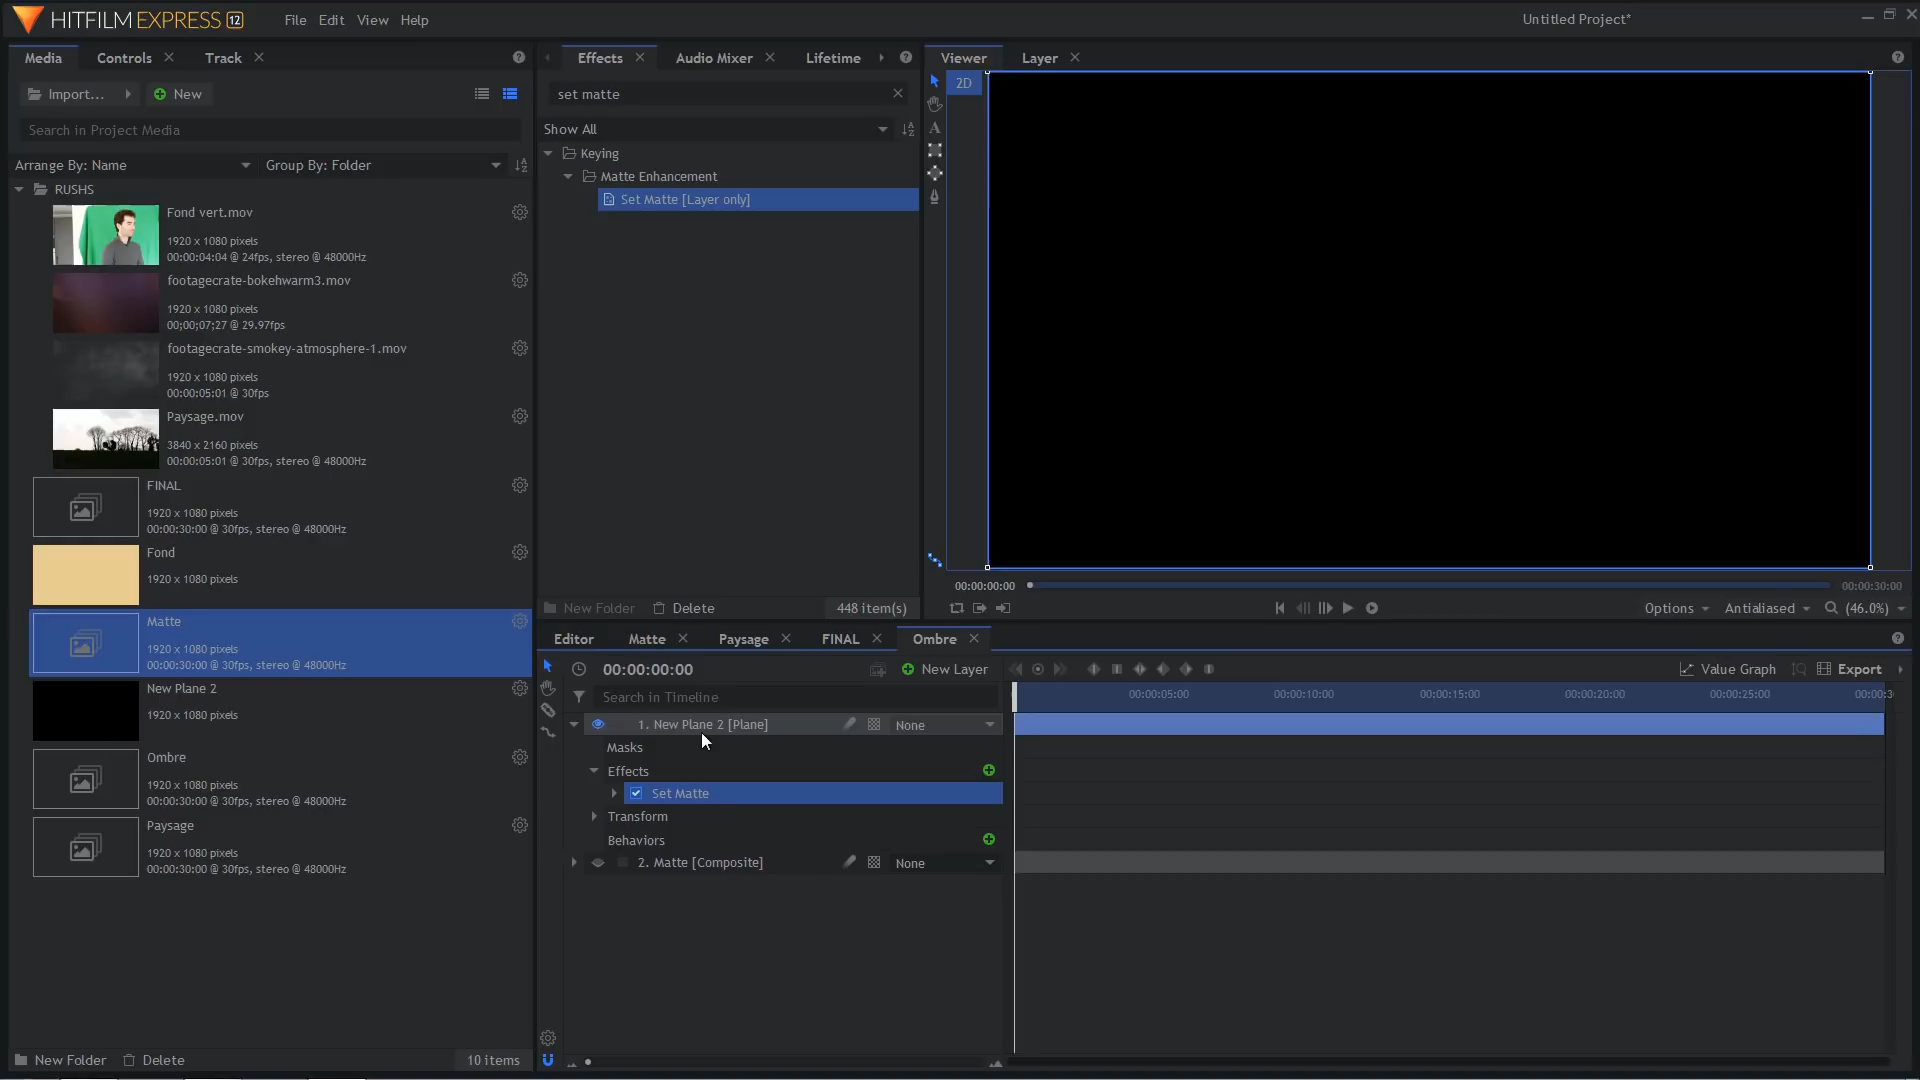 HITFILM EXPRESS 12
File Edit View Help
Untitled Project*
Media
Controls
Track
Effects
Audio Mixer
Lifetime
Viewer
Layer
Import...
New
set matte
2D
Search in Project Media
Show All
Arrange By: Name
Group By: Folder
Keying
Matte Enhancement
Set Matte [Layer only]
RUSHS
Fond vert.mov
1920 x 1080 pixels
00:00:04:04 @ 24fps, stereo @ 48000Hz
footagecrate-bokehwarm3.mov
1920 x 1080 pixels
00;00;07;27 @ 29.97fps
footagecrate-smokey-atmosphere-1.mov
1920 x 1080 pixels
00:00:05:01 @ 30fps
Paysage.mov
3840 x 2160 pixels
00:00:05:01 @ 30fps, stereo @ 48000Hz
FINAL
1920 x 1080 pixels
00:00:30:00 @ 30fps, stereo @ 48000Hz
Fond
1920 x 1080 pixels
Matte
1920 x 1080 pixels
00:00:30:00 @ 30fps, stereo @ 48000Hz
New Plane 2
1920 x 1080 pixels
Ombre
1920 x 1080 pixels
00:00:30:00 @ 30fps, stereo @ 48000Hz
Paysage
1920 x 1080 pixels
00:00:30:00 @ 30fps, stereo @ 48000Hz
New Folder
Delete
10 items
New Folder
Delete
448 item(s)
00:00:00:00
00:00:30:00
Options
Antialiased
(46.0%)
Editor
Matte
Paysage
FINAL
Ombre
00:00:00:00
New Layer
Value Graph
Export
Search in Timeline
00:00:05:00
00:00:10:00
00:00:15:00
00:00:20:00
00:00:25:00
00:00:3
1. New Plane 2 [Plane]
None
Masks
Effects
Set Matte
Transform
Behaviors
2. Matte [Composite]
None